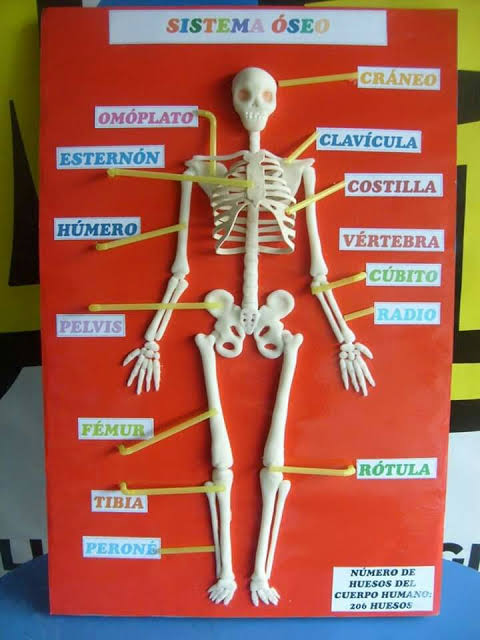 SISTEMA ÓSEO
CRÁNEO
OMÓPLATO
CLAVÍCULA
ESTERNÓN
COSTILLA
HÚMERO
VÉRTEBRA
CÚBITO
RADIO
PELVIS
FÉMUR
RÓTULA
TIBIA
PERONÉ
NÚMERO DE
HUESOS DEL
CUERPO HUMANO:
206 HUESOS